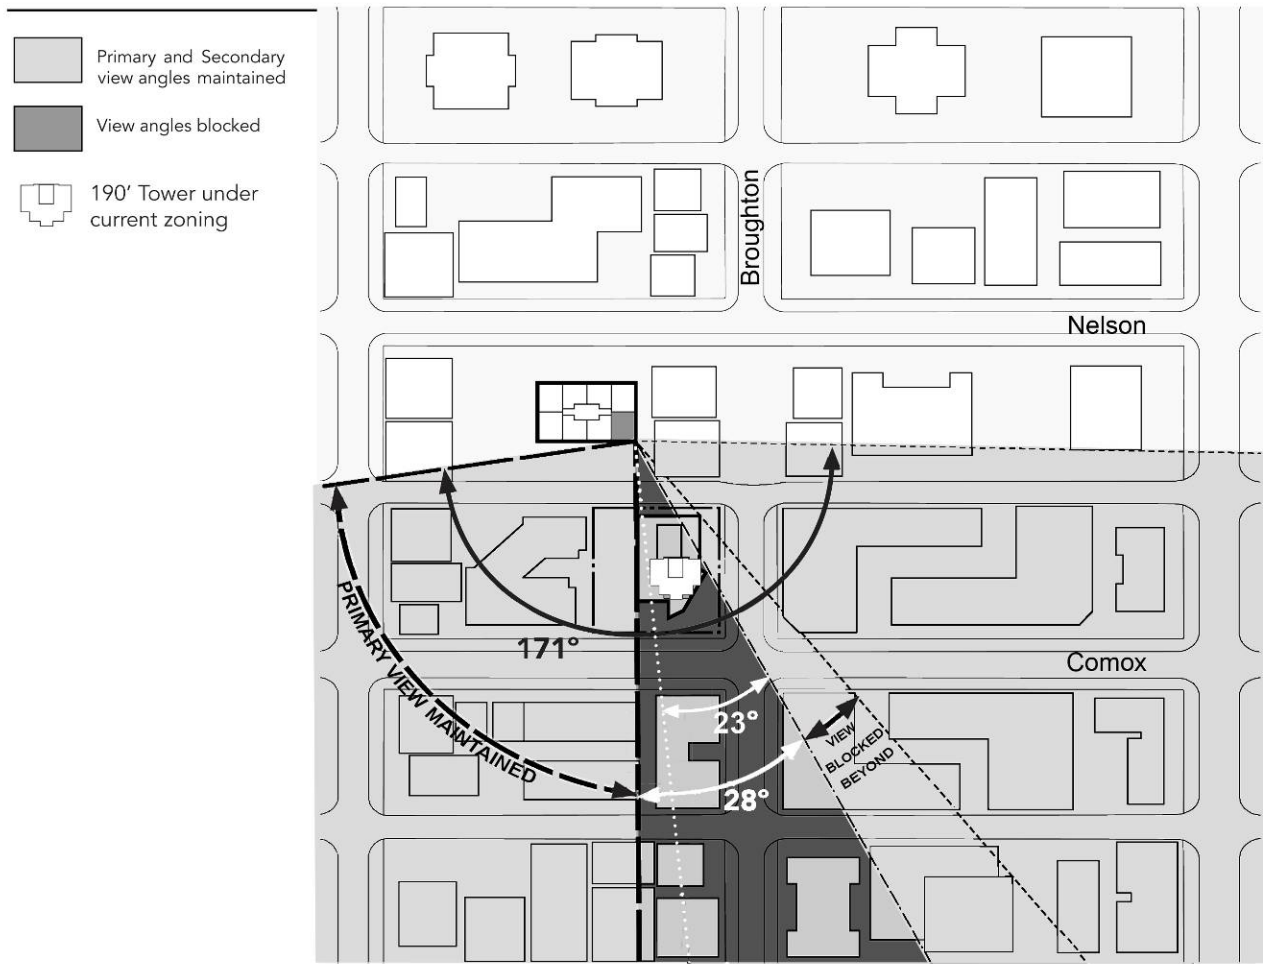 Primary and Secondary
view angles maintained
View angles blocked
190' Tower under
current zoning
Broughton
Nelson
171°
PRIMARY VIEW MAINTAINED
Comox
23°
28°
VIEW
BLOCKED
BEYOND